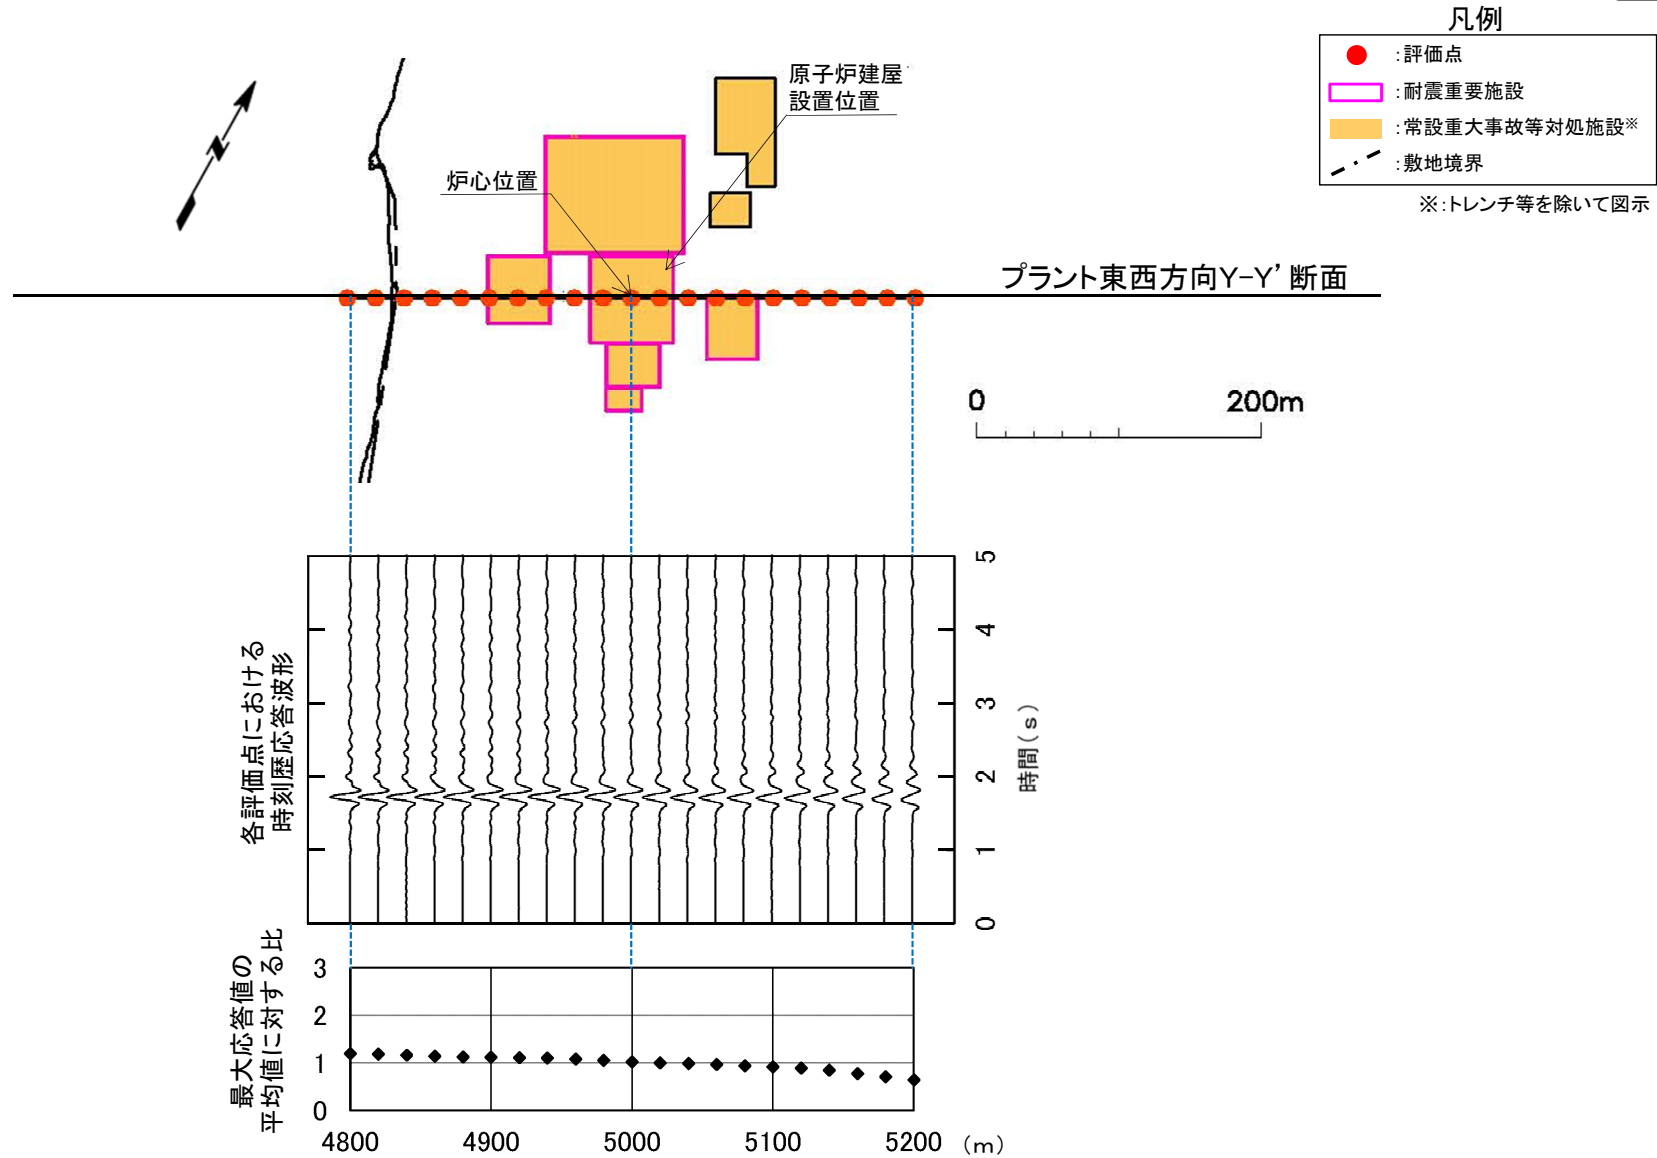 凡例
:評価点
:耐震重要施設
:常設重大事故等対処施設※
:敷地境界
※:トレンチ等を除いて図示
N
原子炉建屋
設置位置
炉心位置
プラント東西方向Y-Y’断面
0 200m
各評価点における
時刻歴応答波形
5
4
3
2
1
0
時間(s)
最大応答値の
平均値に対する比
3
2
1
0
4800 4900 5000 5100 5200 (m)